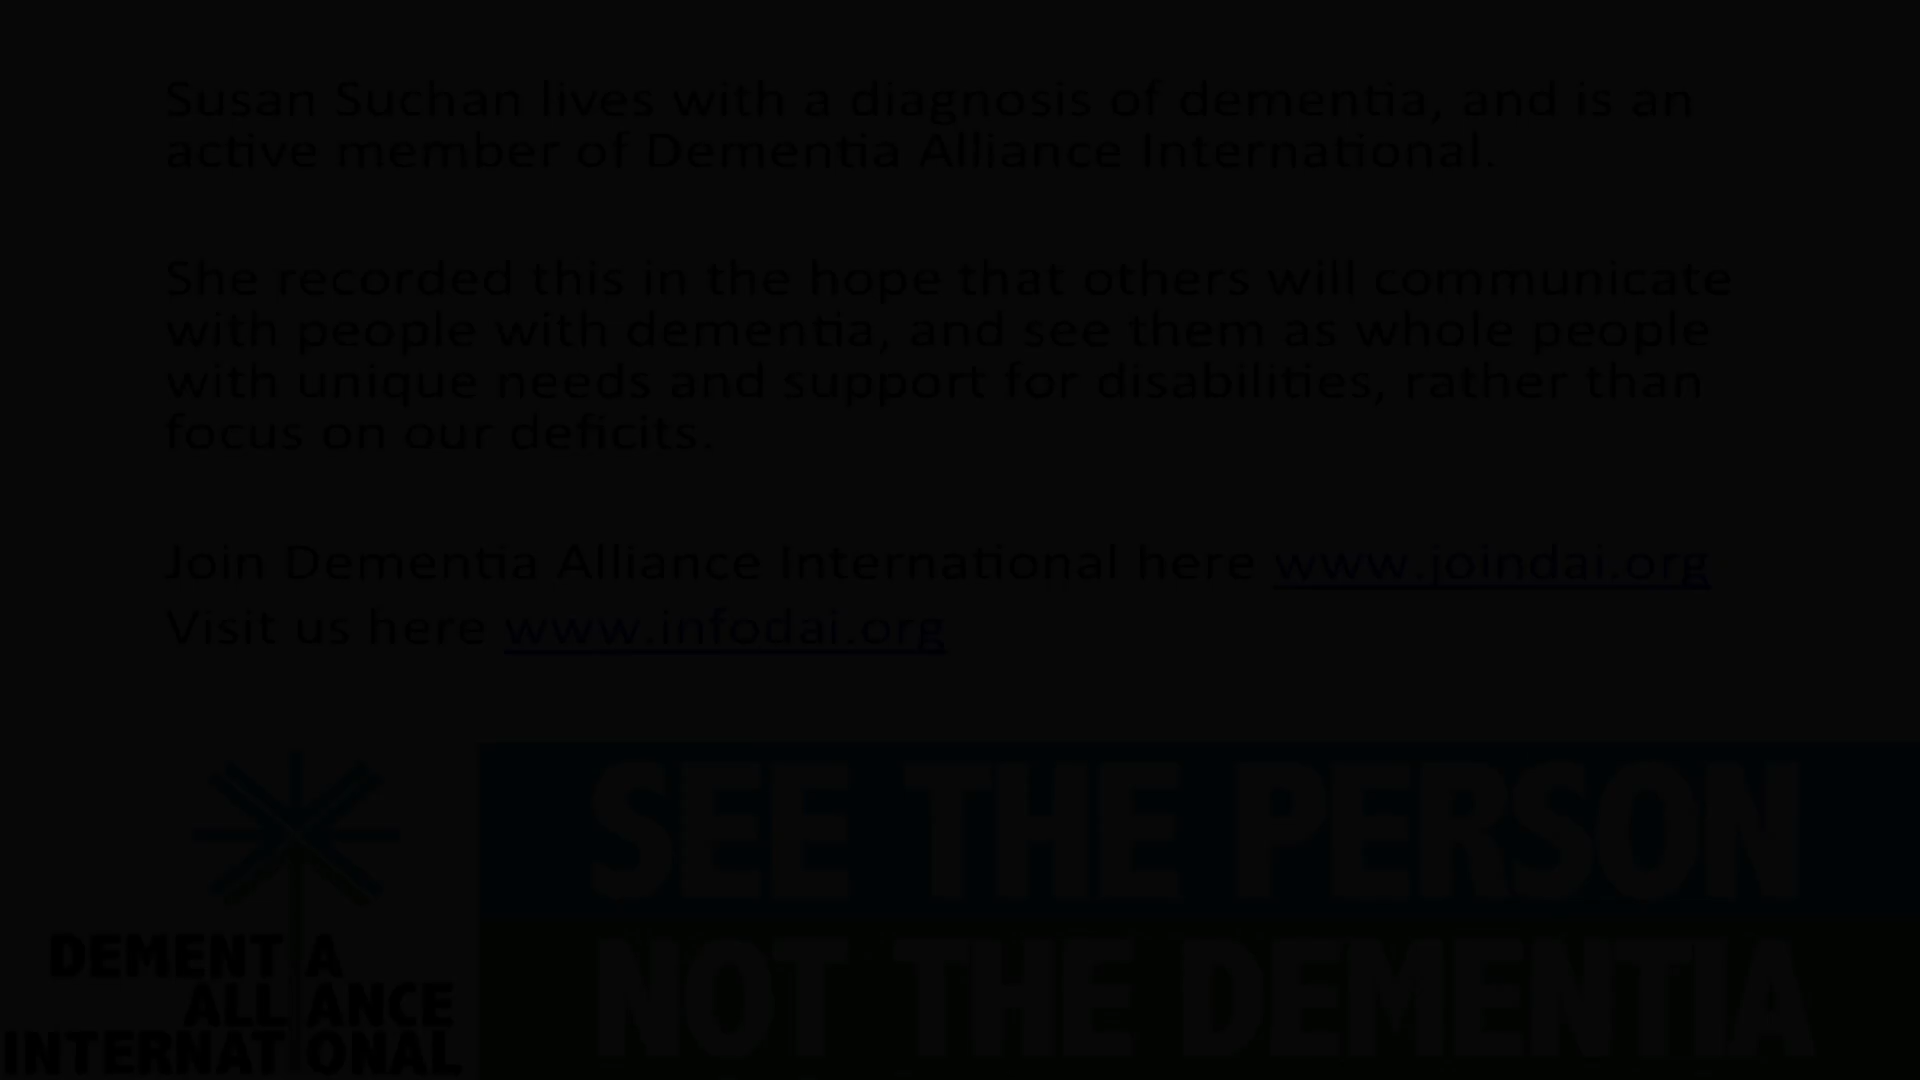 Susan Suchan lives with a diagnosis of dementia, and is an
active member of Dementia Alliance International.
She recorded this in the hope that others will communicate
with people with dementia, and see them as whole people
with unique needs and support for disabilities, rather than
focus on our deficits.
Join Dementia Alliance International here www.joindai.org
Visit us here www.infodai.org
DEMENTIA
ALLIANCE
INTERNATIONAL
SEE THE PERSON
NOT THE DEMENTIA